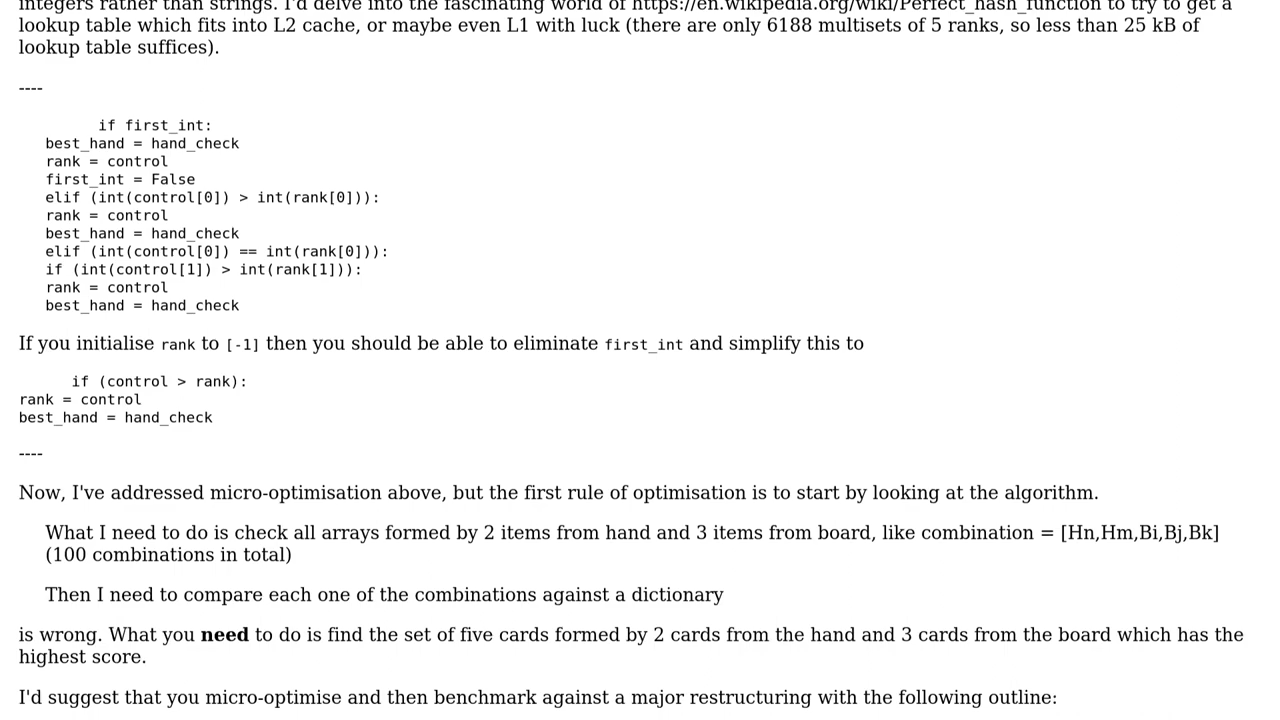 integers rather than strings. I'd delve into the fascinating world of https://en.wikipedia.org/wiki/Perfect_hash_function to try to get a
lookup table which fits into L2 cache, or maybe even L1 with luck (there are only 6188 multisets of 5 ranks, so less than 25 kB of
lookup table suffices).
----
if first_int:
best_hand = hand_check
rank = control
first_int = False
elif (int(control[0]) > int(rank[0])):
rank = control
best_hand = hand_check
elif (int(control[0]) == int(rank[0])):
if (int(control[1]) > int(rank[1])):
rank = control
best_hand = hand_check
If you initialise rank to [-1] then you should be able to eliminate first_int and simplify this to
if (control > rank):
rank = control
best_hand = hand_check
----
Now, I've addressed micro-optimisation above, but the first rule of optimisation is to start by looking at the algorithm.
What I need to do is check all arrays formed by 2 items from hand and 3 items from board, like combination = [Hn,Hm,Bi,Bj,Bk]
(100 combinations in total)
Then I need to compare each one of the combinations against a dictionary
is wrong. What you need to do is find the set of five cards formed by 2 cards from the hand and 3 cards from the board which has the
highest score.
I'd suggest that you micro-optimise and then benchmark against a major restructuring with the following outline: